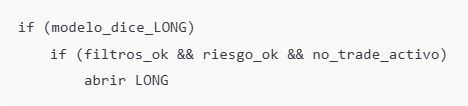 if (modelo_dice_LONG)
    if (filtros_ok && riesgo_ok && no_trade_activo)
        abrir LONG